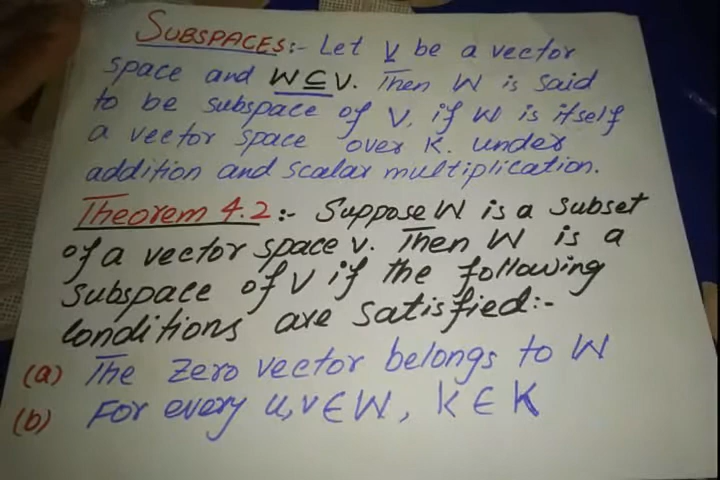 SUBSPACES:- Let V be a vector
space and W ⊆ V. Then W is said
to be subspace of V, if W is itself
a vector space over K. under
addition and scalar multiplication.
Theorem 4.2:- Suppose W is a subset
of a vector space V. Then W is a
subspace of V if the following
conditions are satisfied:-
(a) The zero vector belongs to W
(b) For every u,v ∈ W, k ∈ K